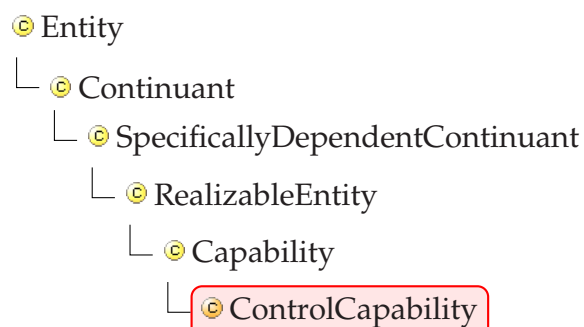 C Entity
C Continuant
C SpecificallyDependentContinuant
C RealizableEntity
C Capability
C ControlCapability